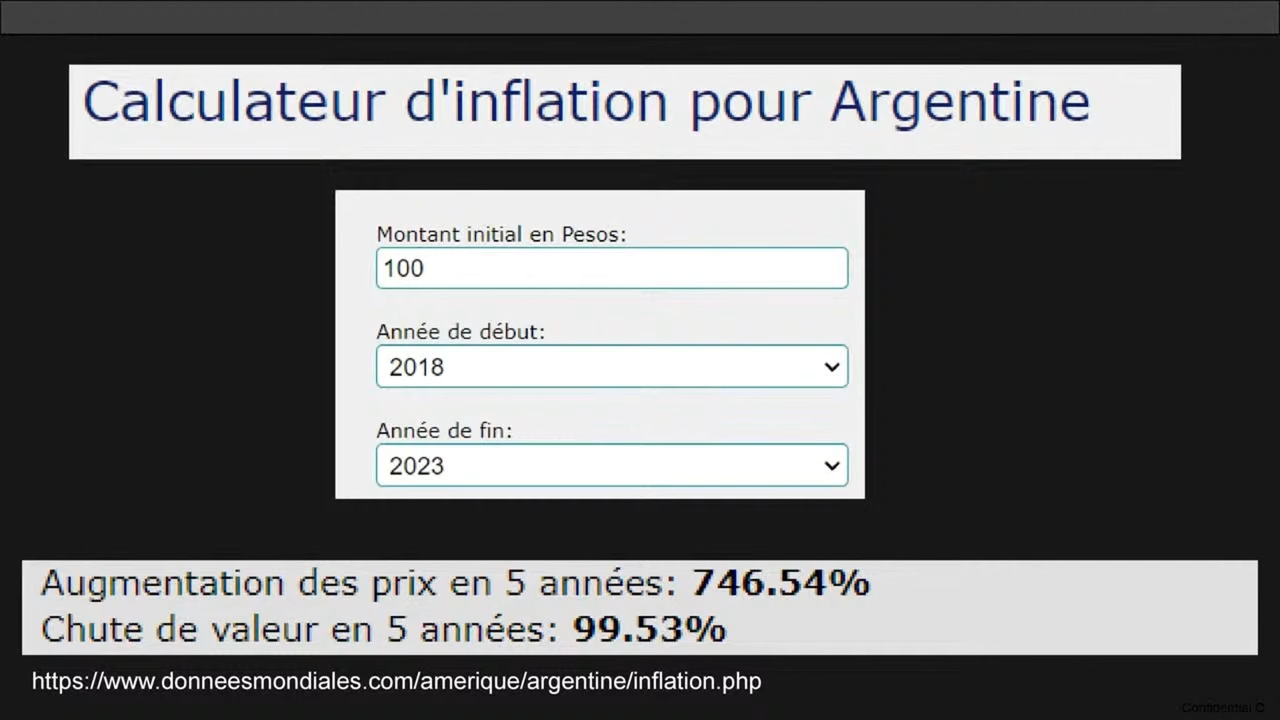 Calculateur d'inflation pour Argentine
Montant initial en Pesos:
100
Année de début:
2018
Année de fin:
2023
Augmentation des prix en 5 années: 746.54%
Chute de valeur en 5 années: 99.53%
https://www.donneesmondiales.com/amerique/argentine/inflation.php
Confidential C